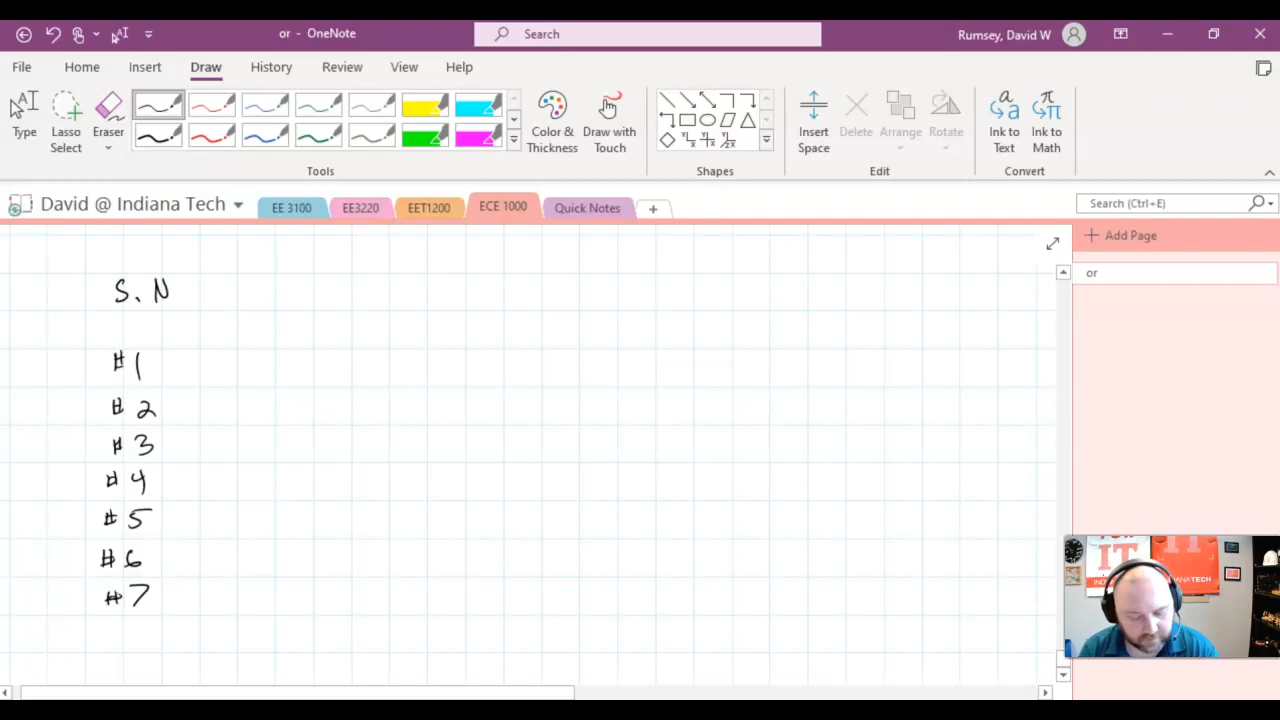 or - OneNote
Search
Rumsey, David W
File
Home
Insert
Draw
History
Review
View
Help
Type
Lasso Select
Eraser
Color & Thickness
Draw with Touch
Insert Space
Delete
Arrange
Rotate
Ink to Text
Ink to Math
Tools
Shapes
Edit
Convert
David @ Indiana Tech
EE 3100
EE3220
EET1200
ECE 1000
Quick Notes
Search (Ctrl+E)
Add Page
or
S. N
#1
#2
#3
#4
#5
#6
#7
IT